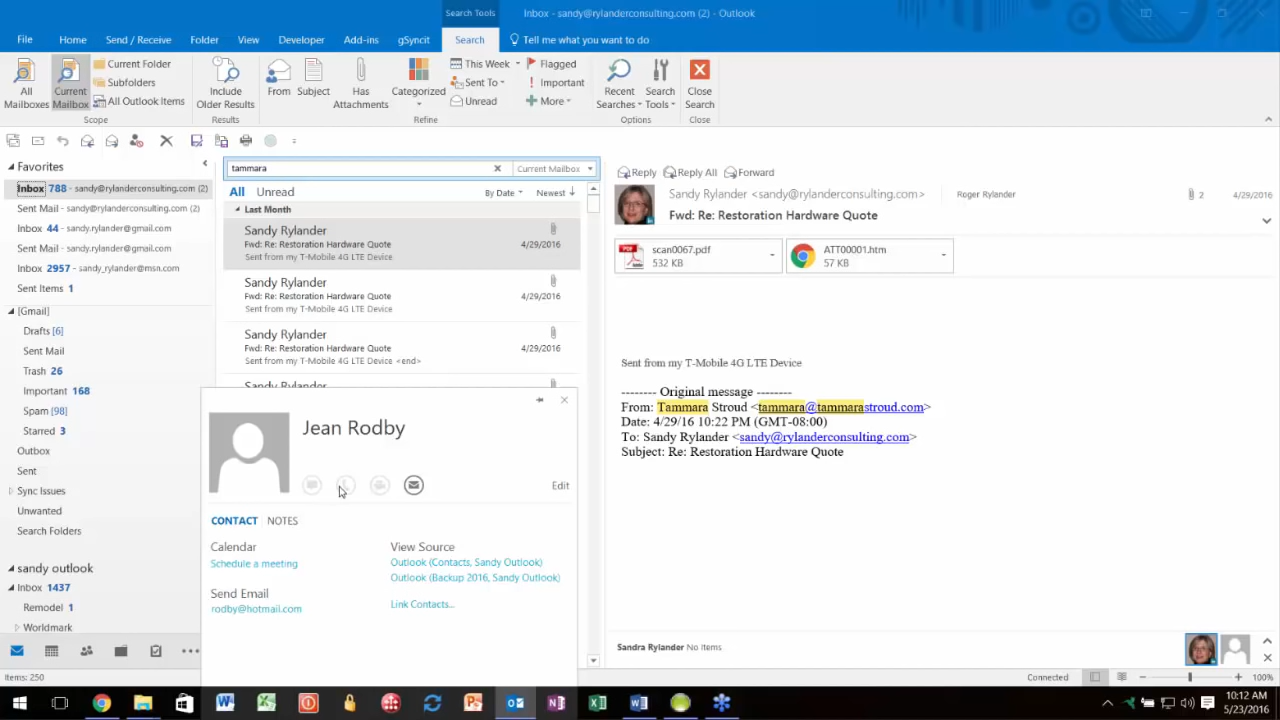 Search Tools
Inbox - sandy@rylanderconsulting.com (2) - Outlook
File Home Send / Receive Folder View Developer Add-ins gSyncit Search Tell me what you want to do
All Mailboxes
Current Mailbox
Current Folder
Subfolders
All Outlook Items
Scope
Include Older Results
Results
From
Subject
Has Attachments
Categorized
This Week
Sent To
Unread
Flagged
Important
More
Refine
Recent Searches
Search Tools
Options
Close Search
Close
Favorites
Inbox 788 - sandy@rylanderconsulting.com (2)
Sent Mail - sandy@rylanderconsulting.com (2)
Inbox 44 - sandy.rylander@gmail.com
Sent Mail - sandy.rylander@gmail.com
Inbox 2957 - sandy_rylander@msn.com
Sent Items 1
[Gmail]
Drafts [6]
Sent Mail
Trash 26
Important 168
Spam [98]
Starred 3
Outbox
Sent
Sync Issues
Unwanted
Search Folders
sandy outlook
Inbox 1437
Remodel 1
Worldmark
Items: 250
tammara
Current Mailbox
All Unread
By Date Newest
Last Month
Sandy Rylander
Fwd: Re: Restoration Hardware Quote 4/29/2016
Sent from my T-Mobile 4G LTE Device
Sandy Rylander
Fwd: Re: Restoration Hardware Quote 4/29/2016
Sent from my T-Mobile 4G LTE Device
Sandy Rylander
Fwd: Re: Restoration Hardware Quote 4/29/2016
Sent from my T-Mobile 4G LTE Device <end>
Sandy Rylander
Jean Rodby
Edit
CONTACT NOTES
Calendar
Schedule a meeting
Send Email
rodby@hotmail.com
View Source
Outlook (Contacts, Sandy Outlook)
Outlook (Backup 2016, Sandy Outlook)
Link Contacts...
Reply Reply All Forward
Sandy Rylander <sandy@rylanderconsulting.com> Roger Rylander 2 4/29/2016
Fwd: Re: Restoration Hardware Quote
PDF
scan0067.pdf
532 KB
ATT00001.htm
57 KB
Sent from my T-Mobile 4G LTE Device
-------- Original message --------
From: Tammara Stroud <tammara@tammarastroud.com>
Date: 4/29/16 10:22 PM (GMT-08:00)
To: Sandy Rylander <sandy@rylanderconsulting.com>
Subject: Re: Restoration Hardware Quote
Sandra Rylander No Items
Connected 100%
10:12 AM
5/23/2016